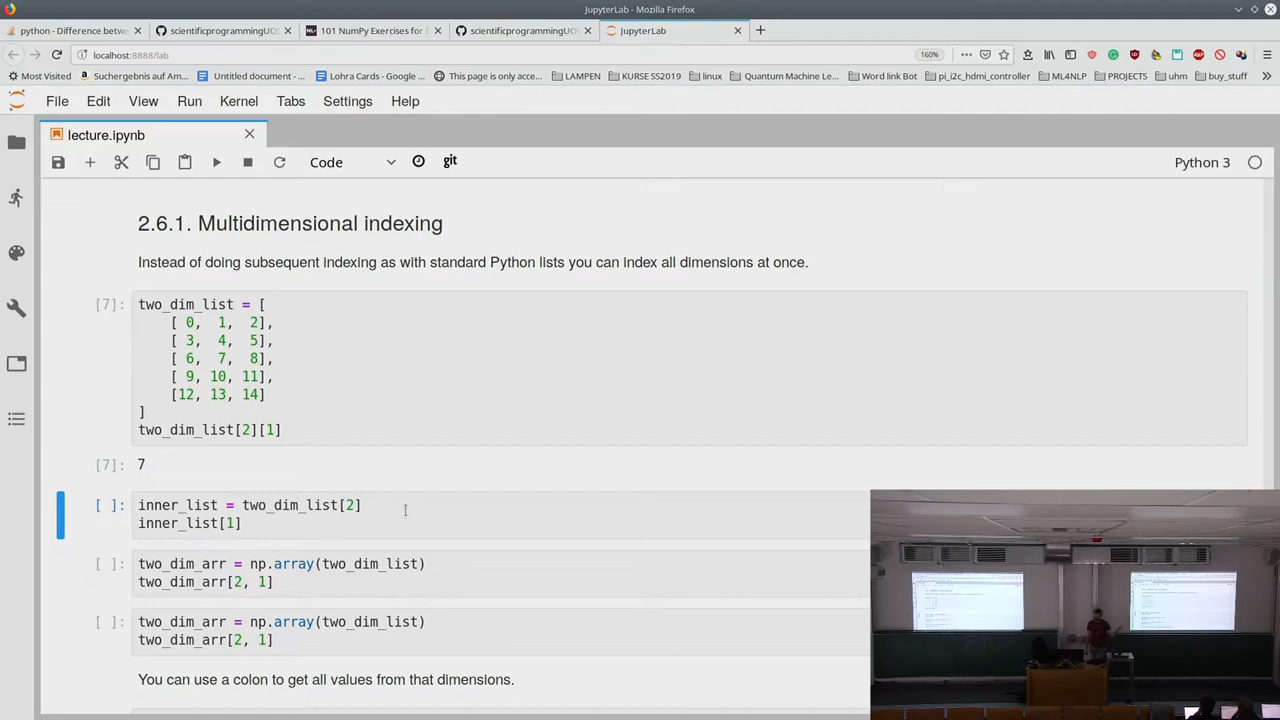 JupyterLab - Mozilla Firefox
python - Difference betwe
scientificprogrammingUOS
101 NumPy Exercises for D
scientificprogrammingUOS
JupyterLab
localhost:8888/lab
160%
Most Visited
Suchergebnis auf Am...
Untitled document - ...
Lohra Cards - Google ...
This page is only acce...
LAMPEN
KURSE SS2019
linux
Quantum Machine Le...
Word link Bot
pi_i2c_hdmi_controller
ML4NLP
PROJECTS
uhm
buy_stuff
File Edit View Run Kernel Tabs Settings Help
lecture.ipynb
Code
git
Python 3
2.6.1. Multidimensional indexing
Instead of doing subsequent indexing as with standard Python lists you can index all dimensions at once.
[7]: two_dim_list = [
[ 0, 1, 2],
[ 3, 4, 5],
[ 6, 7, 8],
[ 9, 10, 11],
[12, 13, 14]
]
two_dim_list[2][1]
[7]: 7
[ ]: inner_list = two_dim_list[2]
inner_list[1]
[ ]: two_dim_arr = np.array(two_dim_list)
two_dim_arr[2, 1]
[ ]: two_dim_arr = np.array(two_dim_list)
two_dim_arr[2, 1]
You can use a colon to get all values from that dimensions.